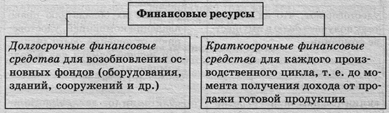 Финансовые ресурсы
Долгосрочные финансовые
средства для возобновления ос-
новных фондов (оборудования,
зданий, сооружений и др.)
Краткосрочные финансовые
средства для каждого произ-
водственного цикла, т. е. до мо-
мента получения дохода от про-
дажи готовой продукции